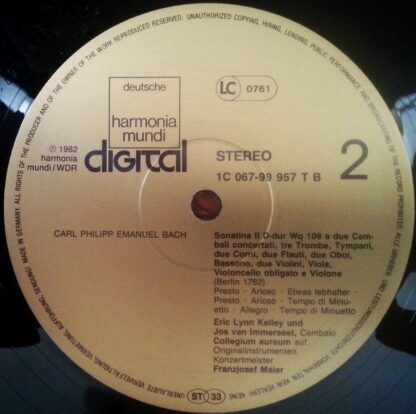 MADE IN GERMANY. ALL RIGHTS OF THE PRODUCER AND OF THE OWNER OF THE WORK REPRODUCED RESERVED. UNAUTHORIZED COPYING, HIRING, LENDING, PUBLIC PERFORMANCE AND BROADCASTING OF THE RECORD PROHIBITED.
deutsche
harmonia
mundi
digital
LC 0761
℗ 1982
harmonia
mundi/WDR
STEREO
1C 067-99 957 T B
2
CARL PHILIPP EMANUEL BACH
Sonatina II D-dur Wq 109 a due Cem-
bali concertati, tre Trombe, Tympani,
due Corni, due Flauti, due Oboi,
Bassono, due Violini, Viola,
Violoncello obligato e Violone
(Berlin 1762)
Presto · Arioso · Etwas lebhafter ·
Presto · Arioso · Tempo di Minu-
etto · Allegro · Tempo di Minuetto
Eric Lynn Kelley und
Jos van Immerseel, Cembalo
Collegium aureum auf
Originalinstrumenten
Konzertmeister
Franzjosef Maier
ST 33